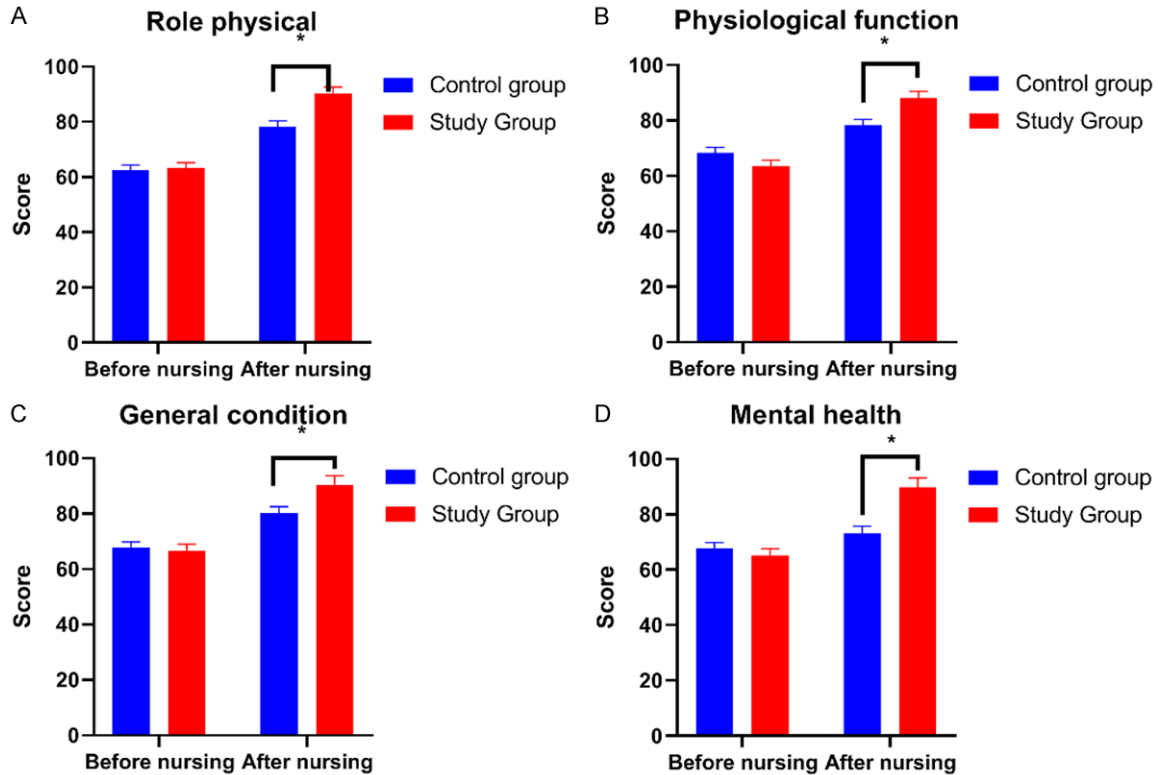 A
Role physical
*
100
80
60
40
20
0
Score
Before nursing After nursing
Control group
Study Group
B
Physiological function
*
100
80
60
40
20
0
Score
Before nursing After nursing
Control group
Study Group
C
General condition
*
100
80
60
40
20
0
Score
Before nursing After nursing
Control group
Study Group
D
Mental health
*
100
80
60
40
20
0
Score
Before nursing After nursing
Control group
Study Group